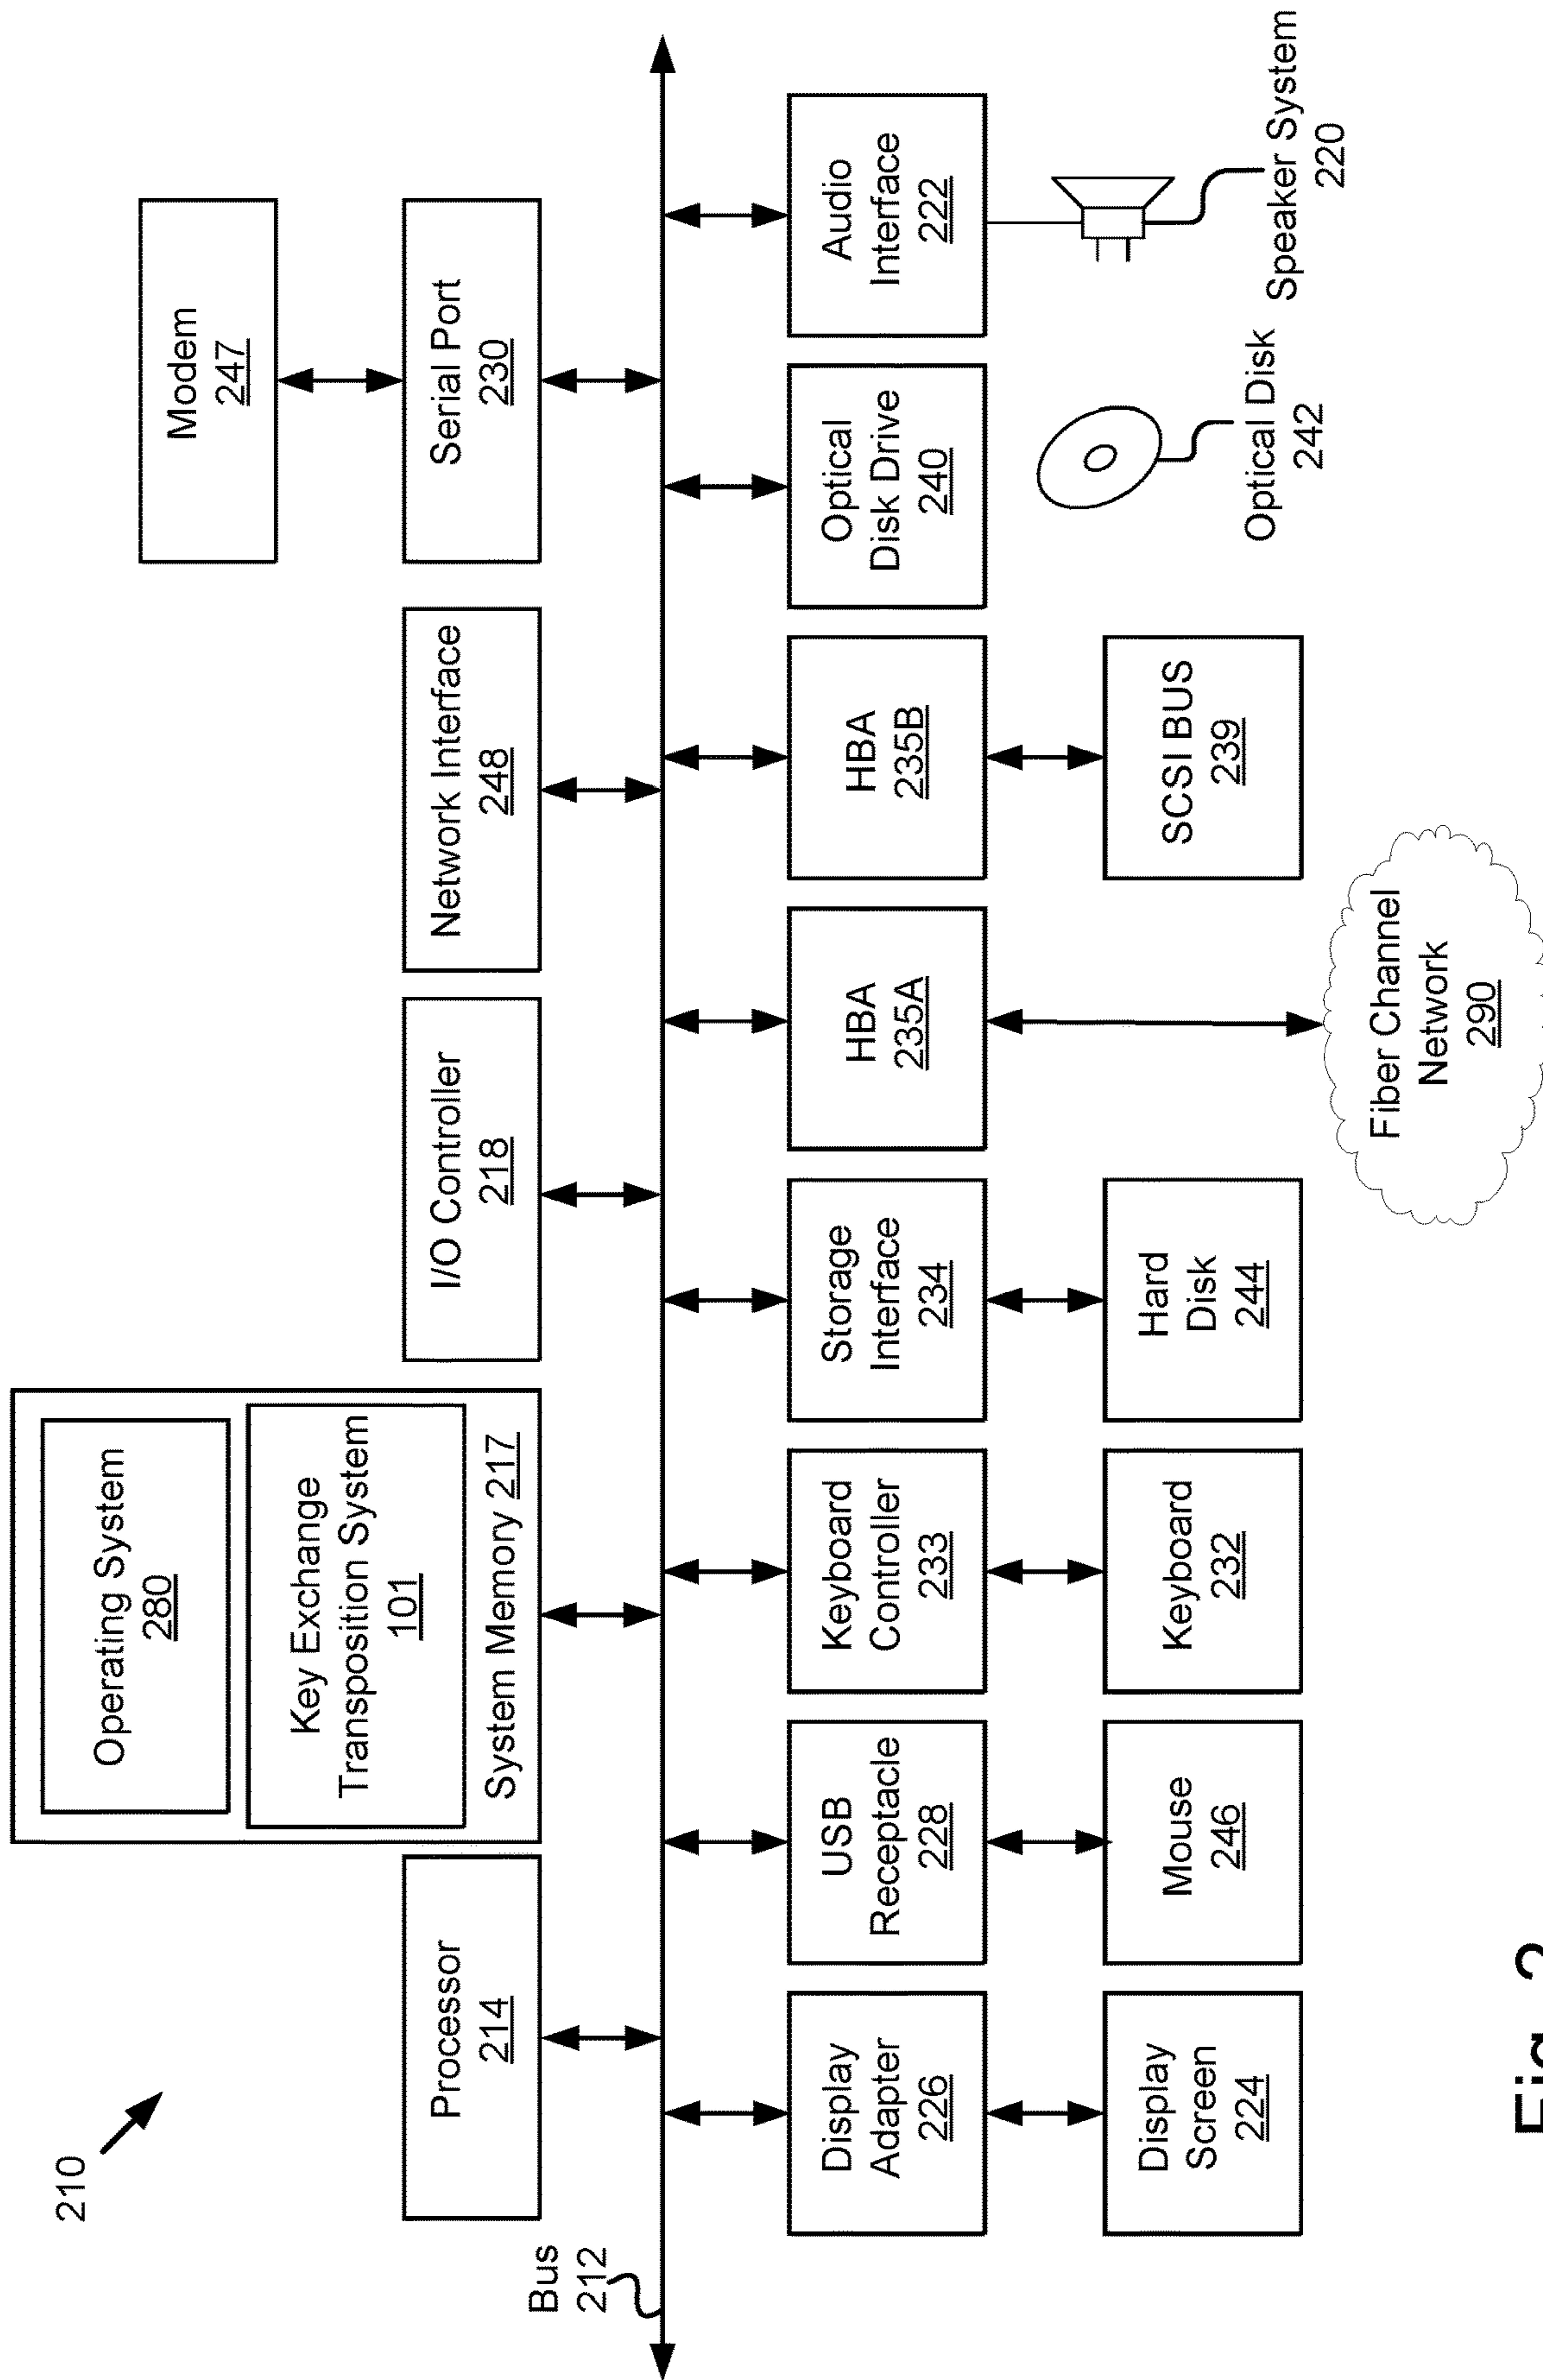 210
Operating System
280
Key Exchange
Transposition System
101
System Memory 217
Modem
247
Processor
214
I/O Controller
218
Network Interface
248
Serial Port
230
Bus
212
Display
Adapter
226
USB
Receptacle
228
Keyboard
Controller
233
Storage
Interface
234
HBA
235A
HBA
235B
Optical
Disk Drive
240
Audio
Interface
222
Display
Screen
224
Mouse
246
Keyboard
232
Hard
Disk
244
SCSI BUS
239
Optical Disk
242
Speaker System
220
Fiber Channel
Network
290
Fig. 2